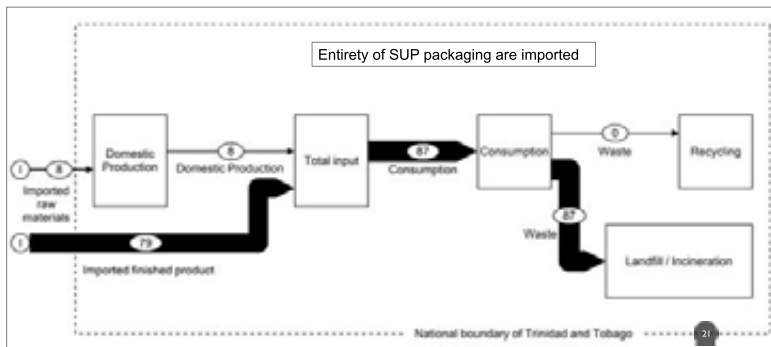 Entirety of SUP packaging are imported
Domestic
Production
8
Domestic Production
Total input
87
Consumption
Consumption
0
Waste
Recycling
I
8
Imported
raw
materials
I
79
Imported finished product
87
Waste
Landfill / Incineration
National boundary of Trinidad and Tobago
21